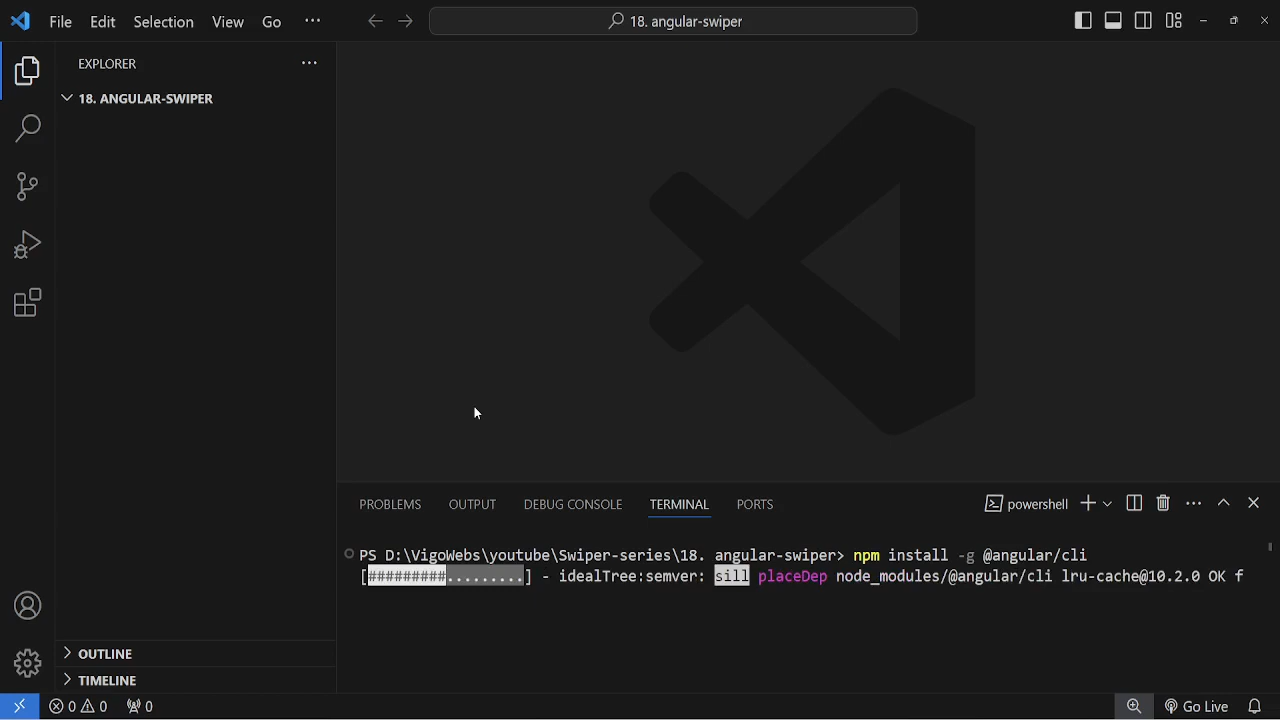 File Edit Selection View Go ···
18. angular-swiper
EXPLORER
18. ANGULAR-SWIPER
OUTLINE
TIMELINE
PROBLEMS OUTPUT DEBUG CONSOLE TERMINAL PORTS
powershell
PS D:\VigoWebs\youtube\Swiper-series\18. angular-swiper> npm install -g @angular/cli
[#########.........] - idealTree:semver: sill placeDep node_modules/@angular/cli lru-cache@10.2.0 OK f
0 0 0
Go Live